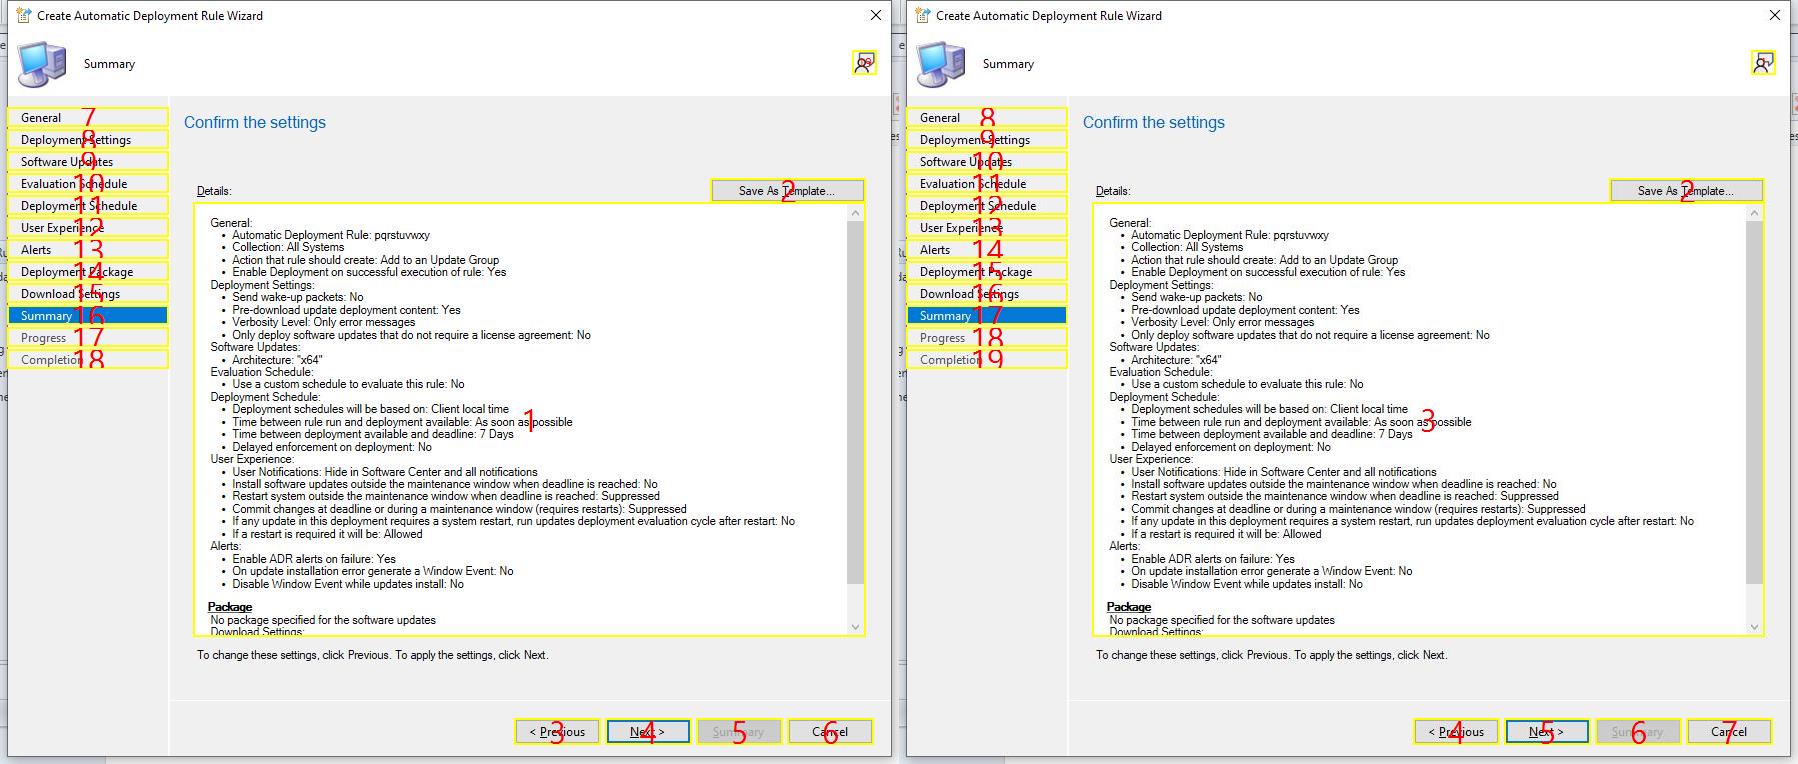 Create Automatic Deployment Rule Wizard
Summary
General
Deployment Settings
Software Updates
Evaluation Schedule
Deployment Schedule
User Experience
Alerts
Deployment Package
Download Settings
Summary
Progress
Completion
7
8
9
10
11
12
13
14
15
16
17
18
Confirm the settings
Details:
Save As Template...
2
General:
• Automatic Deployment Rule: pqrstuvwxy
• Collection: All Systems
• Action that rule should create: Add to an Update Group
• Enable Deployment on successful execution of rule: Yes
Deployment Settings:
• Send wake-up packets: No
• Pre-download update deployment content: Yes
• Verbosity Level: Only error messages
• Only deploy software updates that do not require a license agreement: No
Software Updates:
• Architecture: "x64"
Evaluation Schedule:
• Use a custom schedule to evaluate this rule: No
Deployment Schedule:
• Deployment schedules will be based on: Client local time
• Time between rule run and deployment available: As soon as possible
• Time between deployment available and deadline: 7 Days
• Delayed enforcement on deployment: No
1
User Experience:
• User Notifications: Hide in Software Center and all notifications
• Install software updates outside the maintenance window when deadline is reached: No
• Restart system outside the maintenance window when deadline is reached: Suppressed
• Commit changes at deadline or during a maintenance window (requires restarts): Suppressed
• If any update in this deployment requires a system restart, run updates deployment evaluation cycle after restart: No
• If a restart is required it will be: Allowed
Alerts:
• Enable ADR alerts on failure: Yes
• On update installation error generate a Window Event: No
• Disable Window Event while updates install: No
Package
No package specified for the software updates
Download Settings:
To change these settings, click Previous. To apply the settings, click Next.
< Previous
Next >
Summary
Cancel
3
4
5
6
Create Automatic Deployment Rule Wizard
Summary
General
Deployment Settings
Software Updates
Evaluation Schedule
Deployment Schedule
User Experience
Alerts
Deployment Package
Download Settings
Summary
Progress
Completion
8
9
10
11
12
13
14
15
16
17
18
19
Confirm the settings
Details:
Save As Template...
2
General:
• Automatic Deployment Rule: pqrstuvwxy
• Collection: All Systems
• Action that rule should create: Add to an Update Group
• Enable Deployment on successful execution of rule: Yes
Deployment Settings:
• Send wake-up packets: No
• Pre-download update deployment content: Yes
• Verbosity Level: Only error messages
• Only deploy software updates that do not require a license agreement: No
Software Updates:
• Architecture: "x64"
Evaluation Schedule:
• Use a custom schedule to evaluate this rule: No
Deployment Schedule:
• Deployment schedules will be based on: Client local time
• Time between rule run and deployment available: As soon as possible
• Time between deployment available and deadline: 7 Days
• Delayed enforcement on deployment: No
3
User Experience:
• User Notifications: Hide in Software Center and all notifications
• Install software updates outside the maintenance window when deadline is reached: No
• Restart system outside the maintenance window when deadline is reached: Suppressed
• Commit changes at deadline or during a maintenance window (requires restarts): Suppressed
• If any update in this deployment requires a system restart, run updates deployment evaluation cycle after restart: No
• If a restart is required it will be: Allowed
Alerts:
• Enable ADR alerts on failure: Yes
• On update installation error generate a Window Event: No
• Disable Window Event while updates install: No
Package
No package specified for the software updates
Download Settings:
To change these settings, click Previous. To apply the settings, click Next.
< Previous
Next >
Summary
Cancel
4
5
6
7